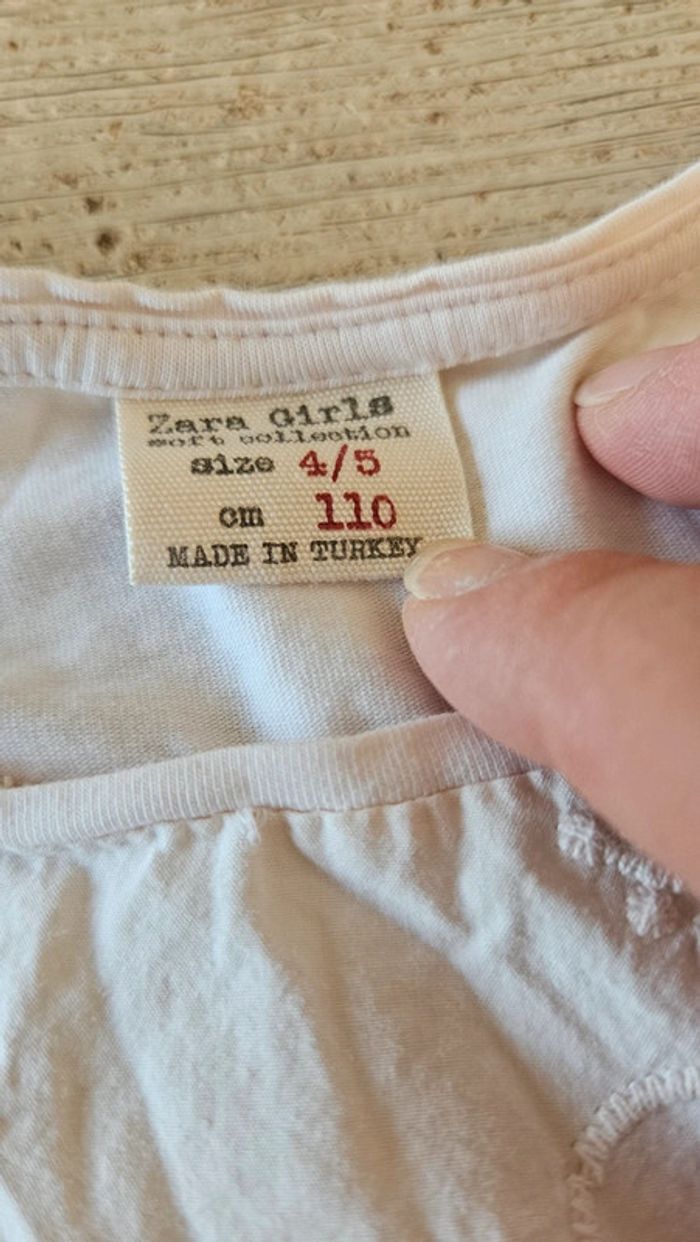 Zara Girls
soft collection
size 4/5
cm 110
MADE IN TURKEY